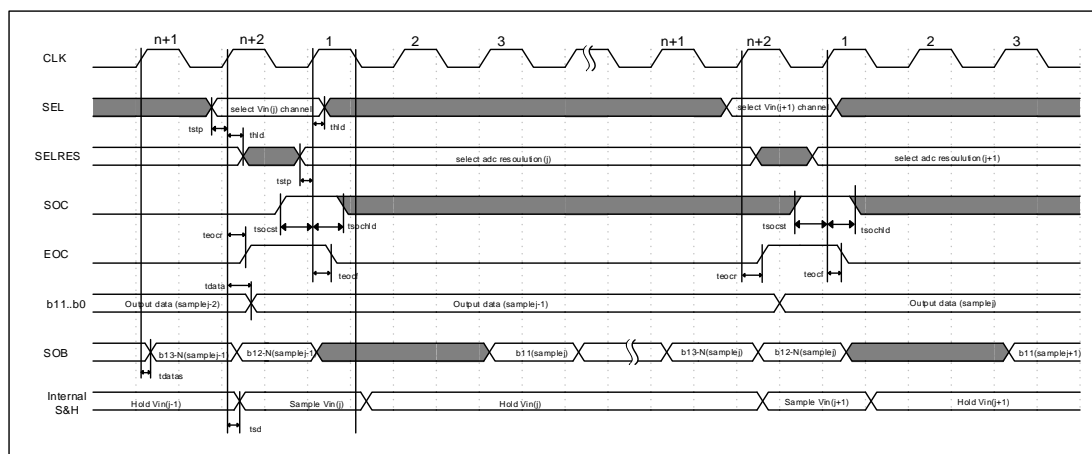 n+1 n+2 1 2 3 n+1 n+2 1 2 3
CLK
SEL select Vin(j) channel select Vin(j+1) channel
tstp thld thld
SELRES select adc resoulution(j) select adc resoulution(j+1)
tstp
SOC
tsocst tsochld tsocst tsochld
teocr
EOC
teocf teocr teocf
tdata
b11..b0 Output data (samplej-2) Output data (samplej-1) Output data (samplej)
SOB b13-N(samplej-1) b12-N(samplej-1) b11(samplej) b13-N(samplej) b12-N(samplej) b11(samplej+1)
tdatas
Internal
S&H Hold Vin(j-1) Sample Vin(j) Hold Vin(j) Sample Vin(j+1) Hold Vin(j+1)
tsd